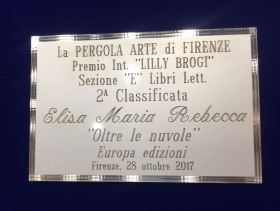 La PERGOLA ARTE di FIRENZE
Premio Int. "LILLY BROGI"
Sezione "E" Libri Lett.
2ª Classificata
Elisa Maria Rebecca
"Oltre le nuvole"
Europa edizioni
Firenze, 28 ottobre 2017